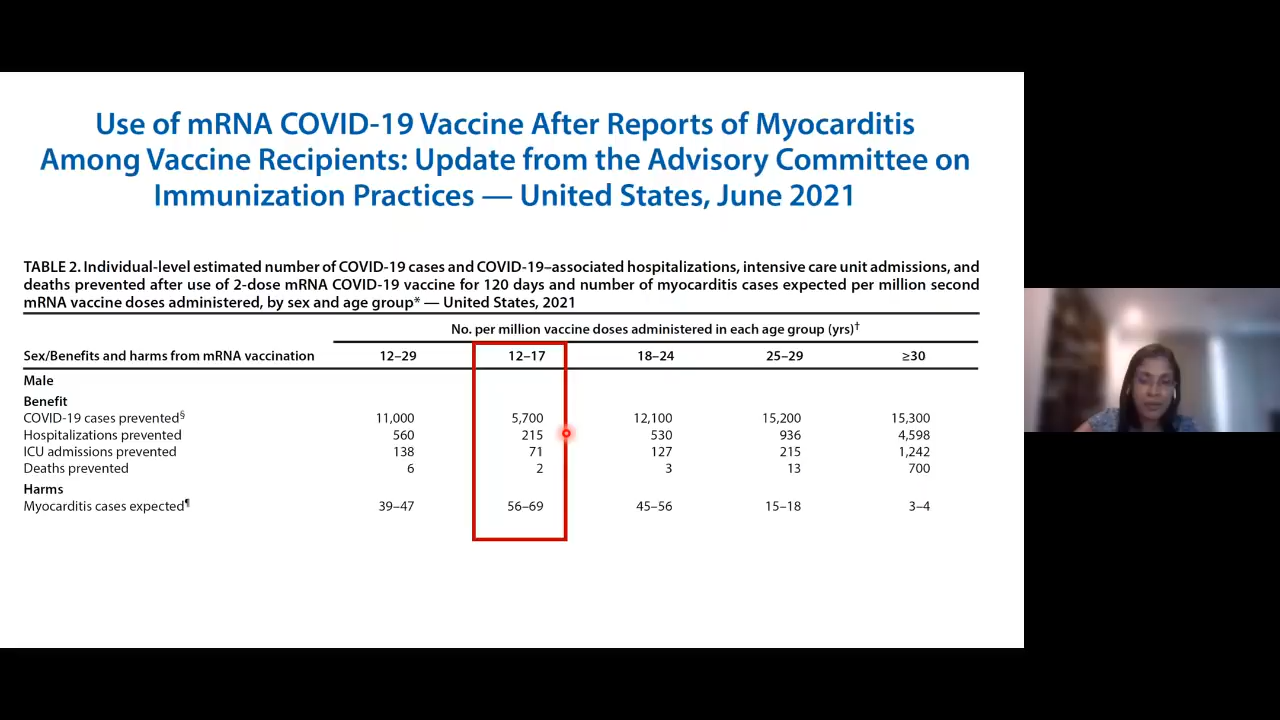 Use of mRNA COVID-19 Vaccine After Reports of Myocarditis
Among Vaccine Recipients: Update from the Advisory Committee on
Immunization Practices — United States, June 2021
TABLE 2. Individual-level estimated number of COVID-19 cases and COVID-19–associated hospitalizations, intensive care unit admissions, and
deaths prevented after use of 2-dose mRNA COVID-19 vaccine for 120 days and number of myocarditis cases expected per million second
mRNA vaccine doses administered, by sex and age group* — United States, 2021
No. per million vaccine doses administered in each age group (yrs)†
Sex/Benefits and harms from mRNA vaccination 12–29 12–17 18–24 25–29 ≥30
Male
Benefit
COVID-19 cases prevented§ 11,000 5,700 12,100 15,200 15,300
Hospitalizations prevented 560 215 530 936 4,598
ICU admissions prevented 138 71 127 215 1,242
Deaths prevented 6 2 3 13 700
Harms
Myocarditis cases expected¶ 39–47 56–69 45–56 15–18 3–4